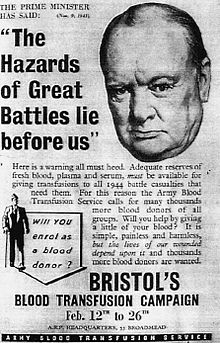 THE PRIME MINISTER
HAS SAID: (Nov. 9, 1943)
"The
Hazards
of Great
Battles lie
before us"
Here is a warning all must heed. Adequate reserves of
fresh blood, plasma and serum, must be available for
giving transfusions to all 1944 battle casualties that
need them. For this reason the Army Blood
Transfusion Service calls for many thousands
more blood donors of all
groups. Will you help by giving
a little of your blood? It is
simple, painless and harmless,
but the lives of our wounded
depend upon it and thousands
more blood donors are wanted.
Will you
enrol as
a blood
donor?
BRISTOL'S
BLOOD TRANSFUSION CAMPAIGN
Feb. 12TH to 26TH
A.R.P. HEADQUARTERS, 33 BROADMEAD
ARMY BLOOD TRANSFUSION SERVICE